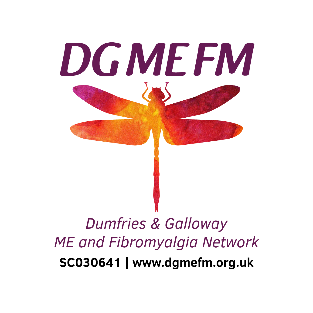 DG ME FM
Dumfries & Galloway
ME and Fibromyalgia Network
SC030641 | www.dgmefm.org.uk